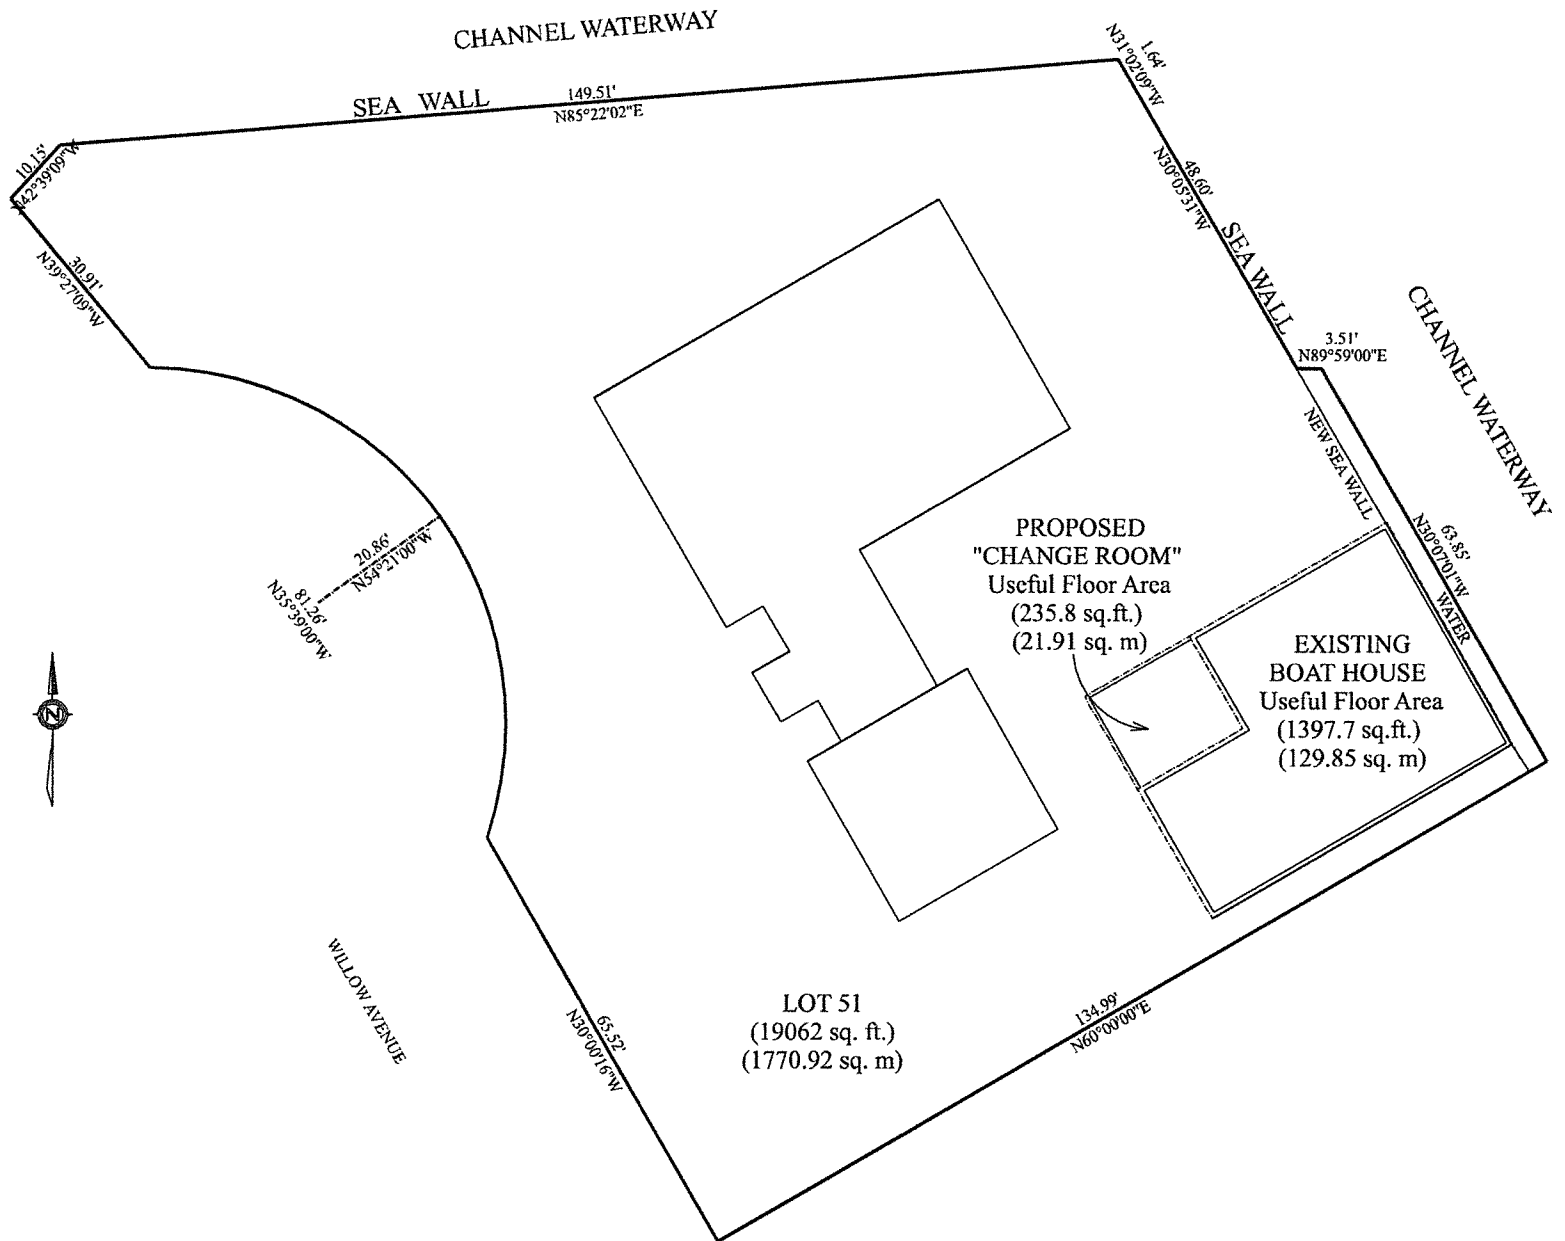 CHANNEL WATERWAY
SEA WALL
149.51'
N85°22'02"E
1.64'
N31°02'09"W
10.15'
N42°39'09"W
30.91'
N39°27'09"W
48.60'
N30°05'31"W
SEA WALL
CHANNEL WATERWAY
3.51'
N89°59'00"E
NEW SEA WALL
63.85'
N30°07'01"W
WATER
20.86'
N54°21'00"W
81.26'
N35°39'00"W
PROPOSED
"CHANGE ROOM"
Useful Floor Area
(235.8 sq.ft.)
(21.91 sq. m)
EXISTING
BOAT HOUSE
Useful Floor Area
(1397.7 sq.ft.)
(129.85 sq. m)
N
WILLOW AVENUE
65.52'
N30°00'16"W
LOT 51
(19062 sq. ft.)
(1770.92 sq. m)
134.99'
N60°00'00"E